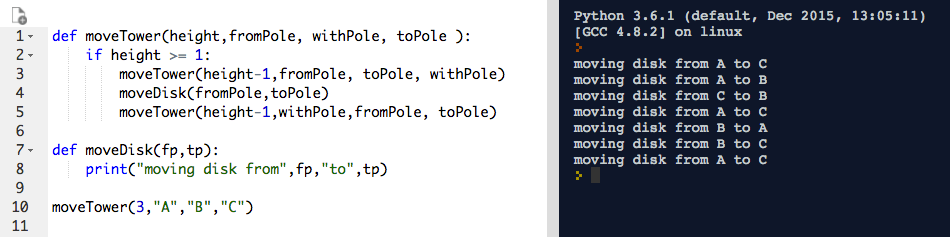 1 def moveTower(height,fromPole, withPole, toPole ):
2     if height >= 1:
3         moveTower(height-1,fromPole, toPole, withPole)
4         moveDisk(fromPole,toPole)
5         moveTower(height-1,withPole,fromPole, toPole)
6
7 def moveDisk(fp,tp):
8     print("moving disk from",fp,"to",tp)
9
10 moveTower(3,"A","B","C")
11
Python 3.6.1 (default, Dec 2015, 13:05:11)
[GCC 4.8.2] on linux
moving disk from A to C
moving disk from A to B
moving disk from C to B
moving disk from A to C
moving disk from B to A
moving disk from B to C
moving disk from A to C